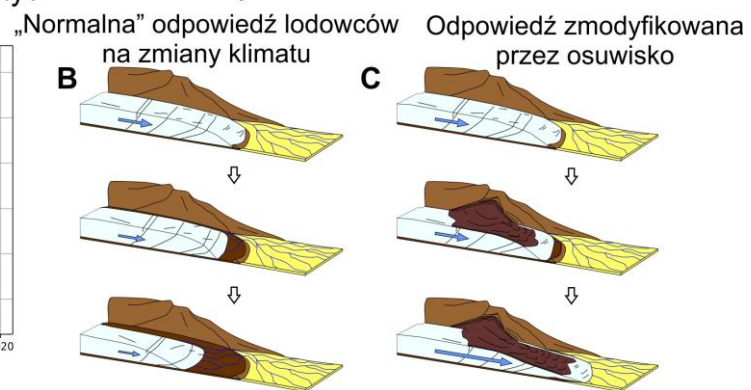 „Normalna” odpowiedź lodowców
na zmiany klimatu
Odpowiedź zmodyfikowana
przez osuwisko
B
C
20